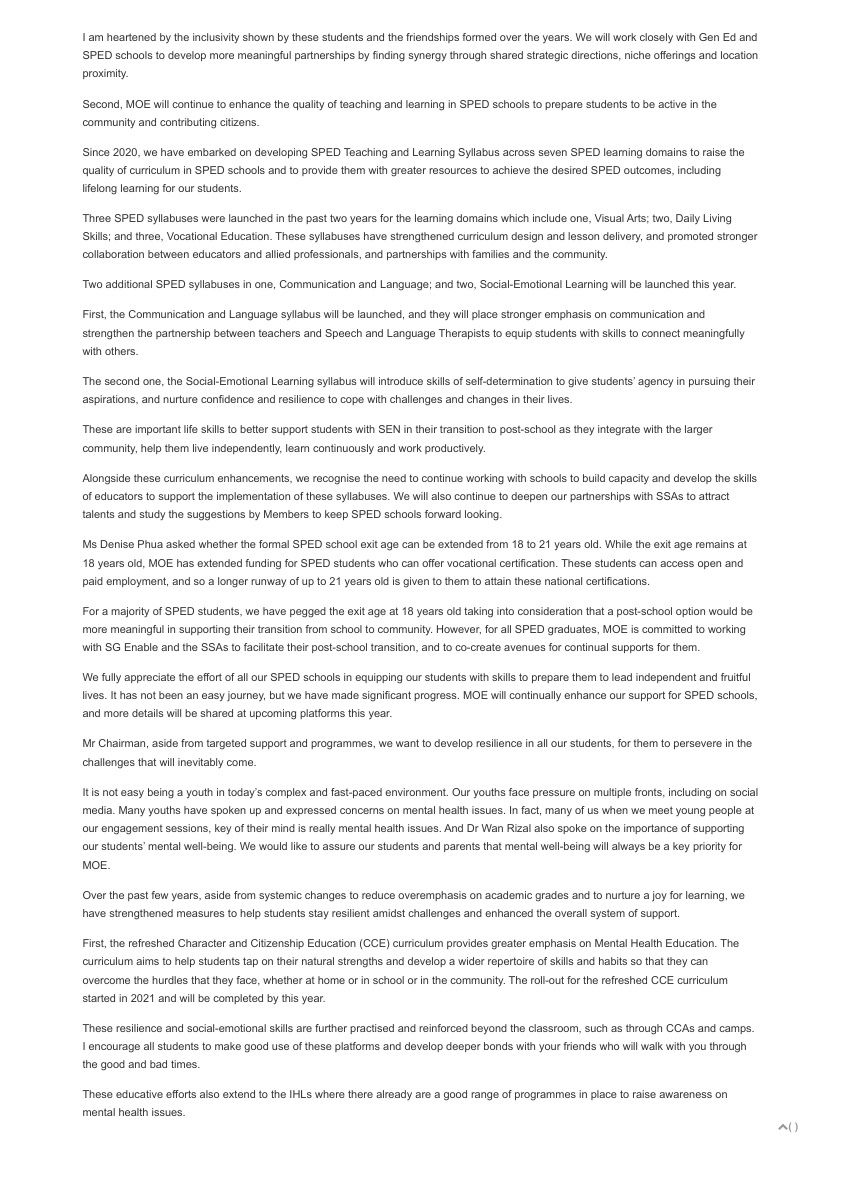 I am heartened by the inclusivity shown by these students and the friendships formed over the years. We will work closely with Gen Ed and
SPED schools to develop more meaningful partnerships by finding synergy through shared strategic directions, niche offerings and location
proximity.
Second, MOE will continue to enhance the quality of teaching and learning in SPED schools to prepare students to be active in the
community and contributing citizens.
Since 2020, we have embarked on developing SPED Teaching and Learning Syllabus across seven SPED learning domains to raise the
quality of curriculum in SPED schools and to provide them with greater resources to achieve the desired SPED outcomes, including
lifelong learning for our students.
Three SPED syllabuses were launched in the past two years for the learning domains which include one, Visual Arts; two, Daily Living
Skills; and three, Vocational Education. These syllabuses have strengthened curriculum design and lesson delivery, and promoted stronger
collaboration between educators and allied professionals, and partnerships with families and the community.
Two additional SPED syllabuses in one, Communication and Language; and two, Social-Emotional Learning will be launched this year.
First, the Communication and Language syllabus will be launched, and they will place stronger emphasis on communication and
strengthen the partnership between teachers and Speech and Language Therapists to equip students with skills to connect meaningfully
with others.
The second one, the Social-Emotional Learning syllabus will introduce skills of self-determination to give students’ agency in pursuing their
aspirations, and nurture confidence and resilience to cope with challenges and changes in their lives.
These are important life skills to better support students with SEN in their transition to post-school as they integrate with the larger
community, help them live independently, learn continuously and work productively.
Alongside these curriculum enhancements, we recognise the need to continue working with schools to build capacity and develop the skills
of educators to support the implementation of these syllabuses. We will also continue to deepen our partnerships with SSAs to attract
talents and study the suggestions by Members to keep SPED schools forward looking.
Ms Denise Phua asked whether the formal SPED school exit age can be extended from 18 to 21 years old. While the exit age remains at
18 years old, MOE has extended funding for SPED students who can offer vocational certification. These students can access open and
paid employment, and so a longer runway of up to 21 years old is given to them to attain these national certifications.
For a majority of SPED students, we have pegged the exit age at 18 years old taking into consideration that a post-school option would be
more meaningful in supporting their transition from school to community. However, for all SPED graduates, MOE is committed to working
with SG Enable and the SSAs to facilitate their post-school transition, and to co-create avenues for continual supports for them.
We fully appreciate the effort of all our SPED schools in equipping our students with skills to prepare them to lead independent and fruitful
lives. It has not been an easy journey, but we have made significant progress. MOE will continually enhance our support for SPED schools,
and more details will be shared at upcoming platforms this year.
Mr Chairman, aside from targeted support and programmes, we want to develop resilience in all our students, for them to persevere in the
challenges that will inevitably come.
It is not easy being a youth in today’s complex and fast-paced environment. Our youths face pressure on multiple fronts, including on social
media. Many youths have spoken up and expressed concerns on mental health issues. In fact, many of us when we meet young people at
our engagement sessions, key of their mind is really mental health issues. And Dr Wan Rizal also spoke on the importance of supporting
our students’ mental well-being. We would like to assure our students and parents that mental well-being will always be a key priority for
MOE.
Over the past few years, aside from systemic changes to reduce overemphasis on academic grades and to nurture a joy for learning, we
have strengthened measures to help students stay resilient amidst challenges and enhanced the overall system of support.
First, the refreshed Character and Citizenship Education (CCE) curriculum provides greater emphasis on Mental Health Education. The
curriculum aims to help students tap on their natural strengths and develop a wider repertoire of skills and habits so that they can
overcome the hurdles that they face, whether at home or in school or in the community. The roll-out for the refreshed CCE curriculum
started in 2021 and will be completed by this year.
These resilience and social-emotional skills are further practised and reinforced beyond the classroom, such as through CCAs and camps.
I encourage all students to make good use of these platforms and develop deeper bonds with your friends who will walk with you through
the good and bad times.
These educative efforts also extend to the IHLs where there already are a good range of programmes in place to raise awareness on
mental health issues.
( )